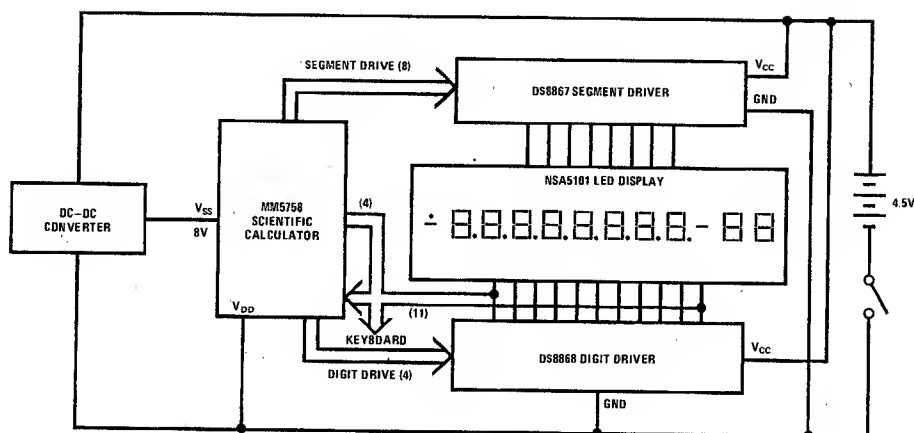 SEGMENT DRIVE (8)
DS8867 SEGMENT DRIVER
VCC
GND
NSA5101 LED DISPLAY
DC-DC
CONVERTER
VSS
8V
MM5758
SCIENTIFIC
CALCULATOR
(4)
4.5V
VDD
(11)
KEYBOARD
DIGIT DRIVE (4)
DS8868 DIGIT DRIVER
VCC
GND